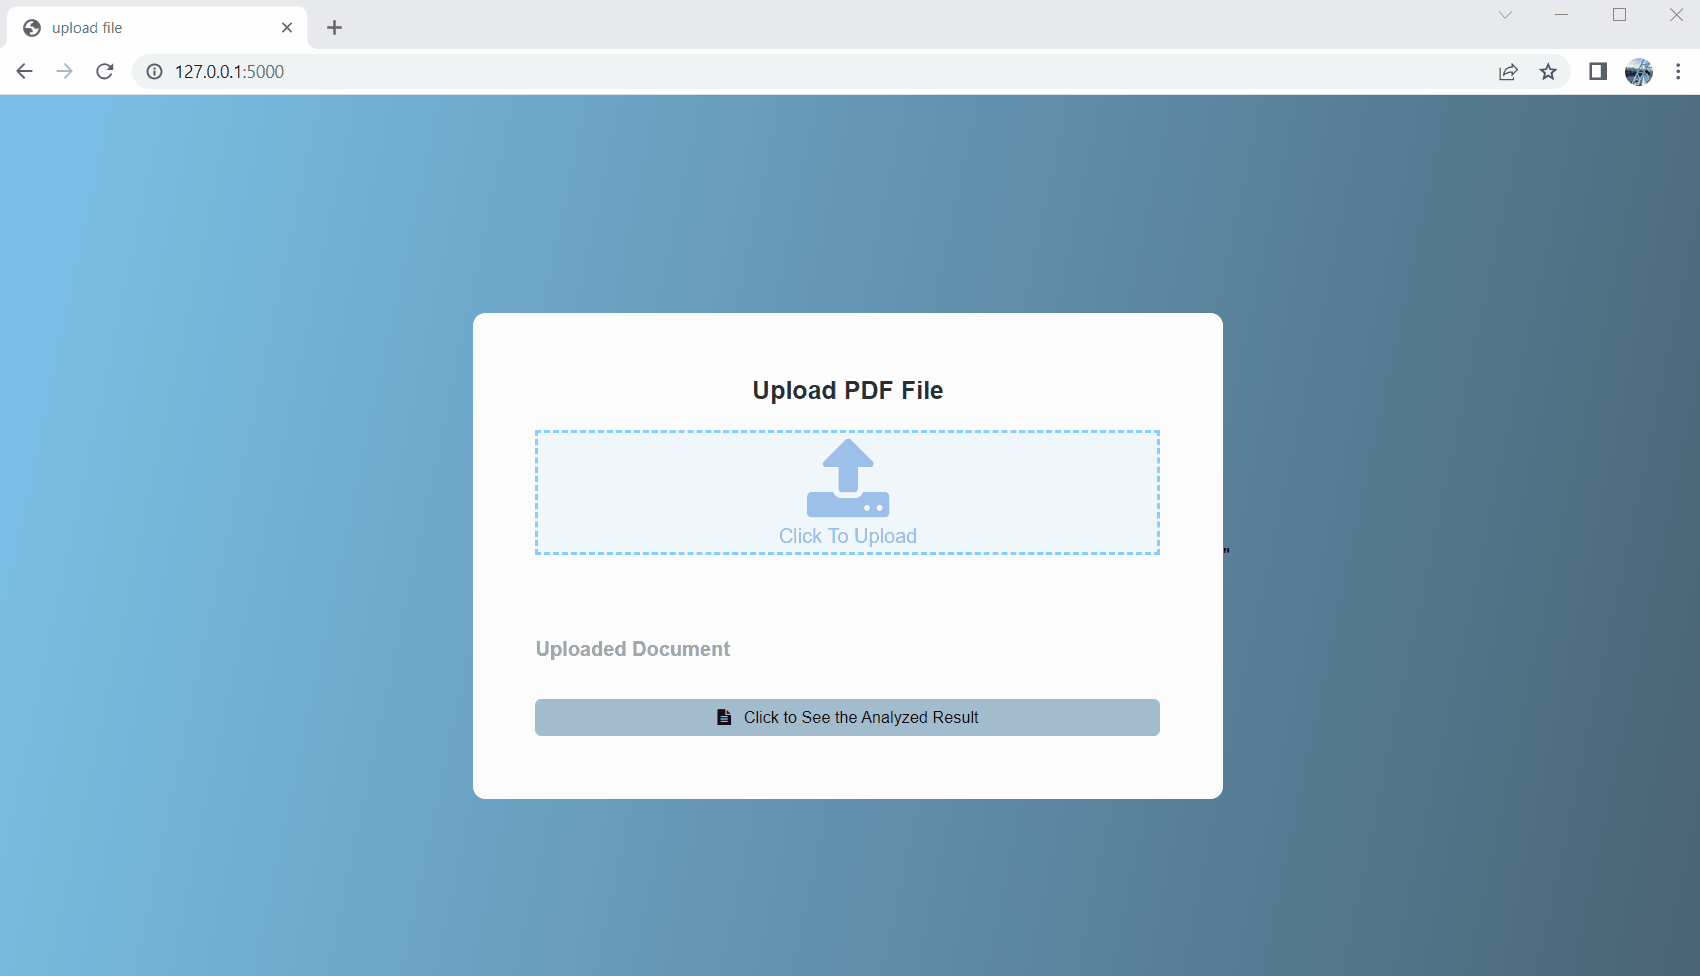 upload file
127.0.0.1:5000
Upload PDF File
Click To Upload
"
Uploaded Document
Click to See the Analyzed Result